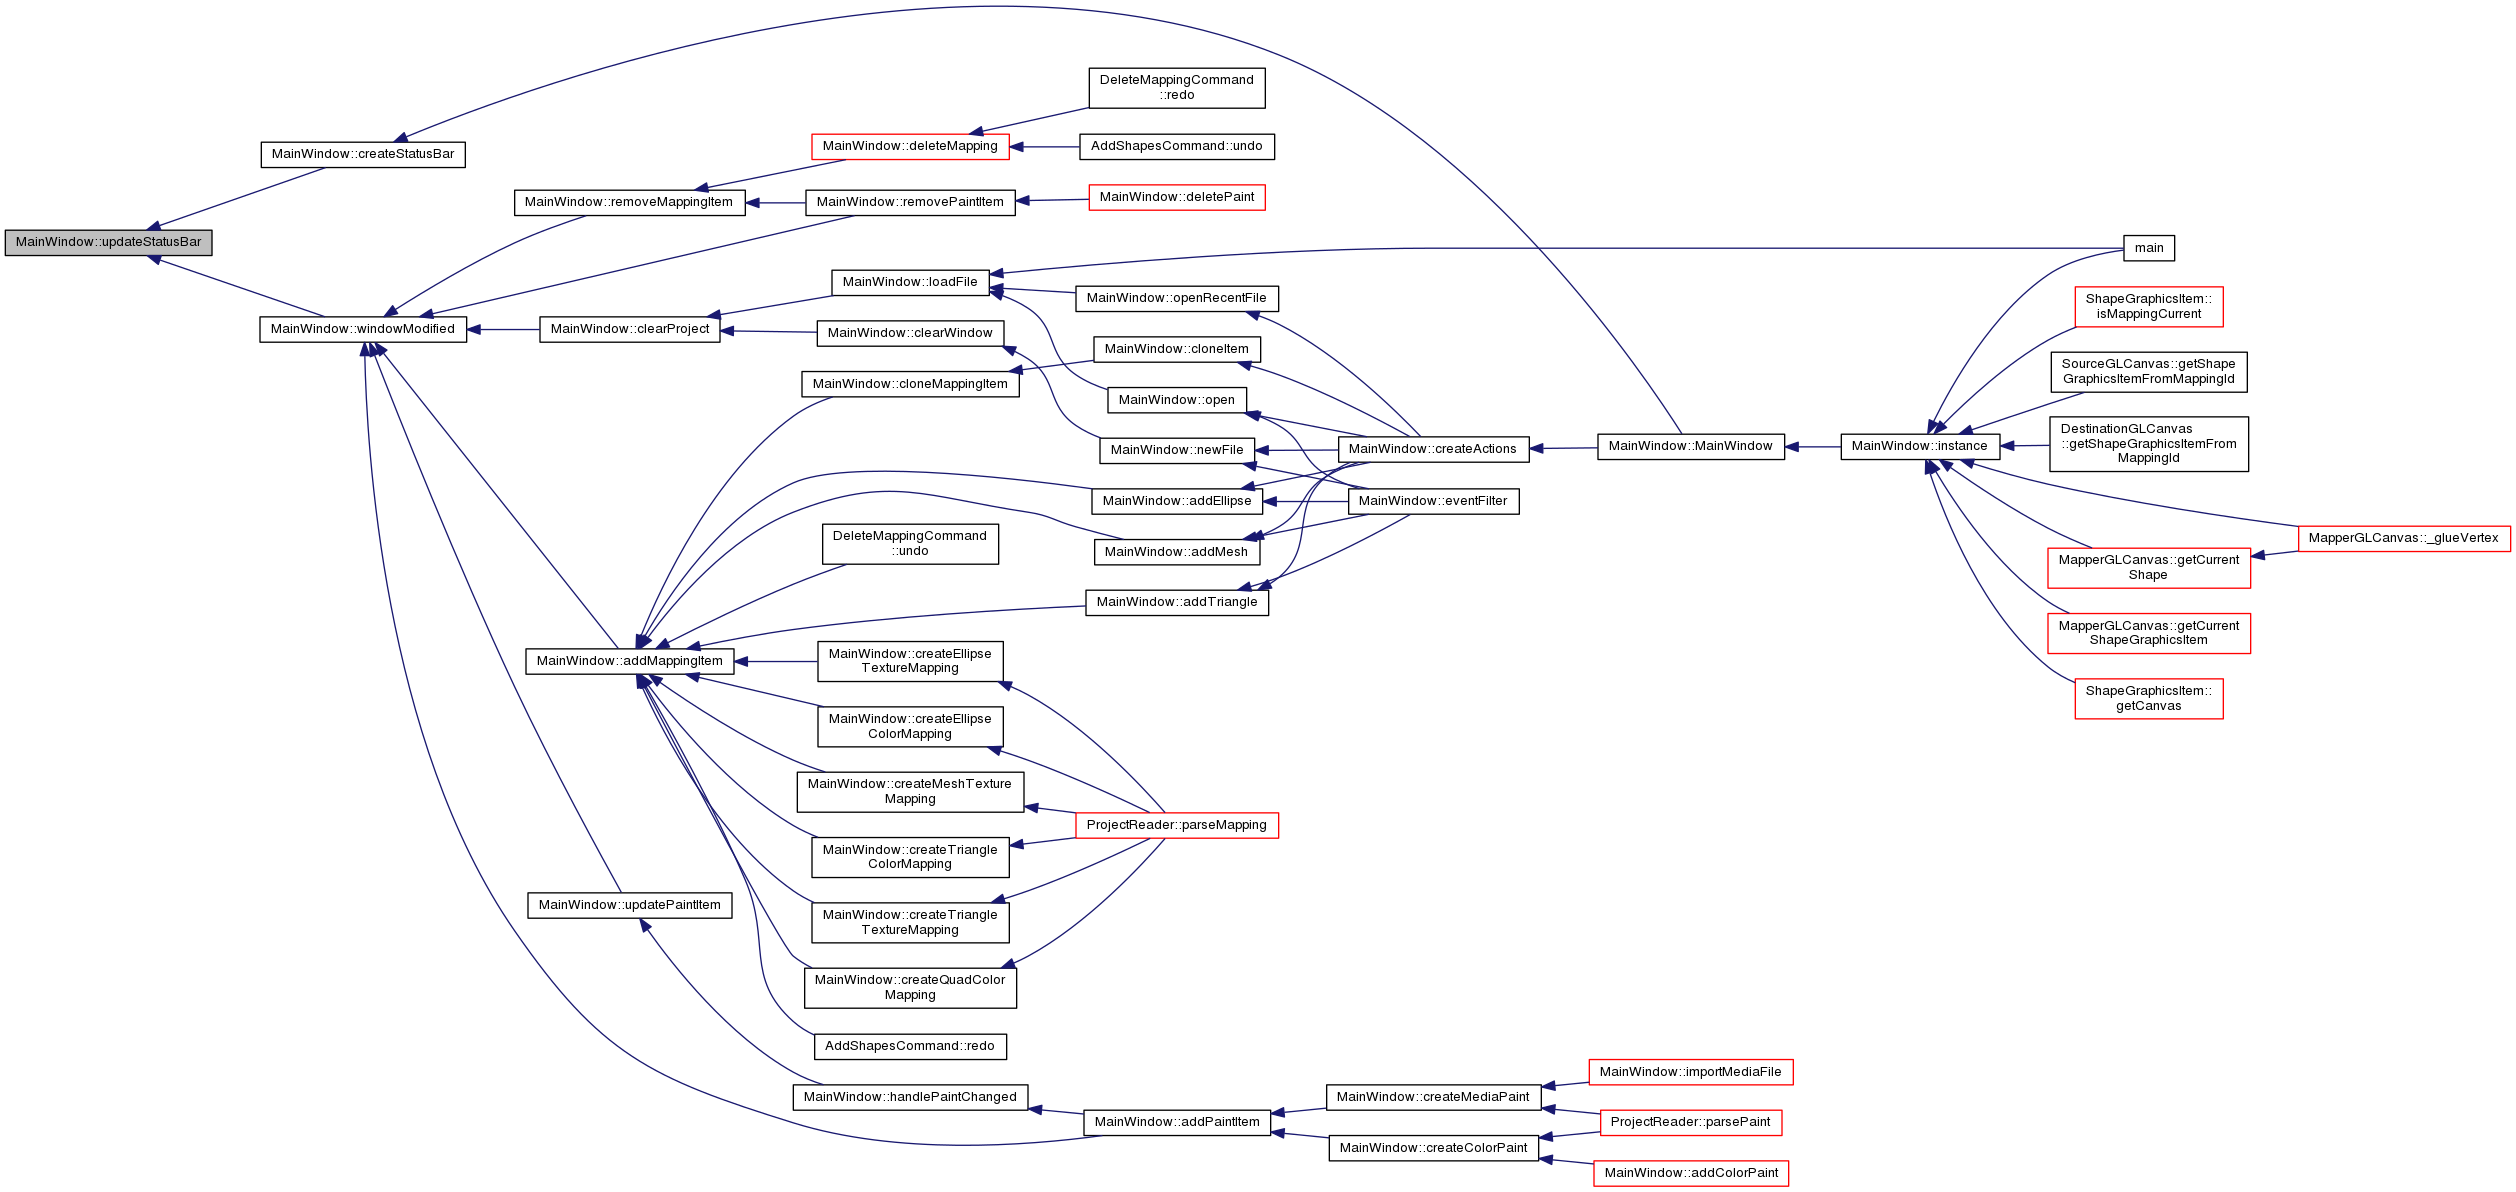 MainWindow::updateStatusBar
MainWindow::createStatusBar
MainWindow::windowModified
MainWindow::removeMappingItem
MainWindow::clearProject
MainWindow::addMappingItem
MainWindow::updatePaintItem
MainWindow::deleteMapping
MainWindow::removePaintItem
MainWindow::loadFile
MainWindow::clearWindow
MainWindow::cloneMappingItem
DeleteMappingCommand
::undo
MainWindow::createEllipse
TextureMapping
MainWindow::createEllipse
ColorMapping
MainWindow::createMeshTexture
Mapping
MainWindow::createTriangle
ColorMapping
MainWindow::createTriangle
TextureMapping
MainWindow::createQuadColor
Mapping
AddShapesCommand::redo
MainWindow::handlePaintChanged
DeleteMappingCommand
::redo
AddShapesCommand::undo
MainWindow::deletePaint
MainWindow::openRecentFile
MainWindow::cloneItem
MainWindow::open
MainWindow::newFile
MainWindow::addEllipse
MainWindow::addMesh
MainWindow::addTriangle
ProjectReader::parseMapping
MainWindow::addPaintItem
MainWindow::createActions
MainWindow::eventFilter
MainWindow::createMediaPaint
MainWindow::createColorPaint
MainWindow::MainWindow
MainWindow::importMediaFile
ProjectReader::parsePaint
MainWindow::addColorPaint
MainWindow::instance
main
ShapeGraphicsItem::
isMappingCurrent
SourceGLCanvas::getShape
GraphicsItemFromMappingId
DestinationGLCanvas
::getShapeGraphicsItemFrom
MappingId
MapperGLCanvas::getCurrent
Shape
MapperGLCanvas::getCurrent
ShapeGraphicsItem
ShapeGraphicsItem::
getCanvas
MapperGLCanvas::_glueVertex